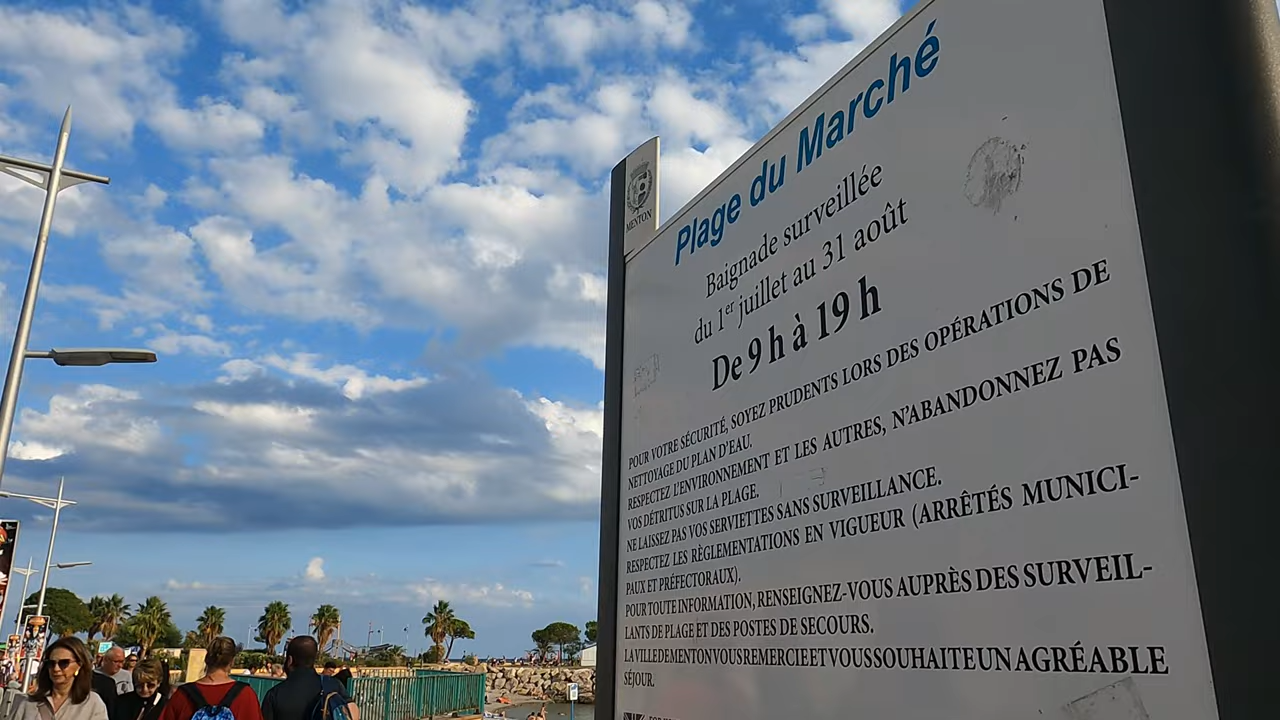 MENTON
Plage du Marché
Baignade surveillée
du 1er juillet au 31 août
De 9 h à 19 h
POUR VOTRE SÉCURITÉ, SOYEZ PRUDENTS LORS DES OPÉRATIONS DE
NETTOYAGE DU PLAN D'EAU.
RESPECTEZ L'ENVIRONNEMENT ET LES AUTRES, N'ABANDONNEZ PAS
VOS DÉTRITUS SUR LA PLAGE.
NE LAISSEZ PAS VOS SERVIETTES SANS SURVEILLANCE.
RESPECTEZ LES RÈGLEMENTATIONS EN VIGUEUR (ARRÊTÉS MUNICI-
PAUX ET PRÉFECTORAUX).
POUR TOUTE INFORMATION, RENSEIGNEZ-VOUS AUPRÈS DES SURVEIL-
LANTS DE PLAGE ET DES POSTES DE SECOURS.
LA VILLE DE MENTON VOUS REMERCIE ET VOUS SOUHAITE UN AGRÉABLE
SÉJOUR.